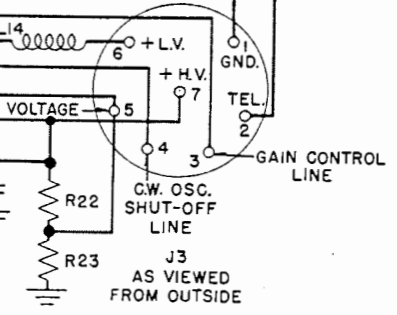 L14
6 + L.V.
1
GND.
+ H.V.
7
TEL.
2
VOLTAGE
5
4
3
GAIN CONTROL
LINE
C.W. OSC.
SHUT-OFF
LINE
R22
R23
J3
AS VIEWED
FROM OUTSIDE